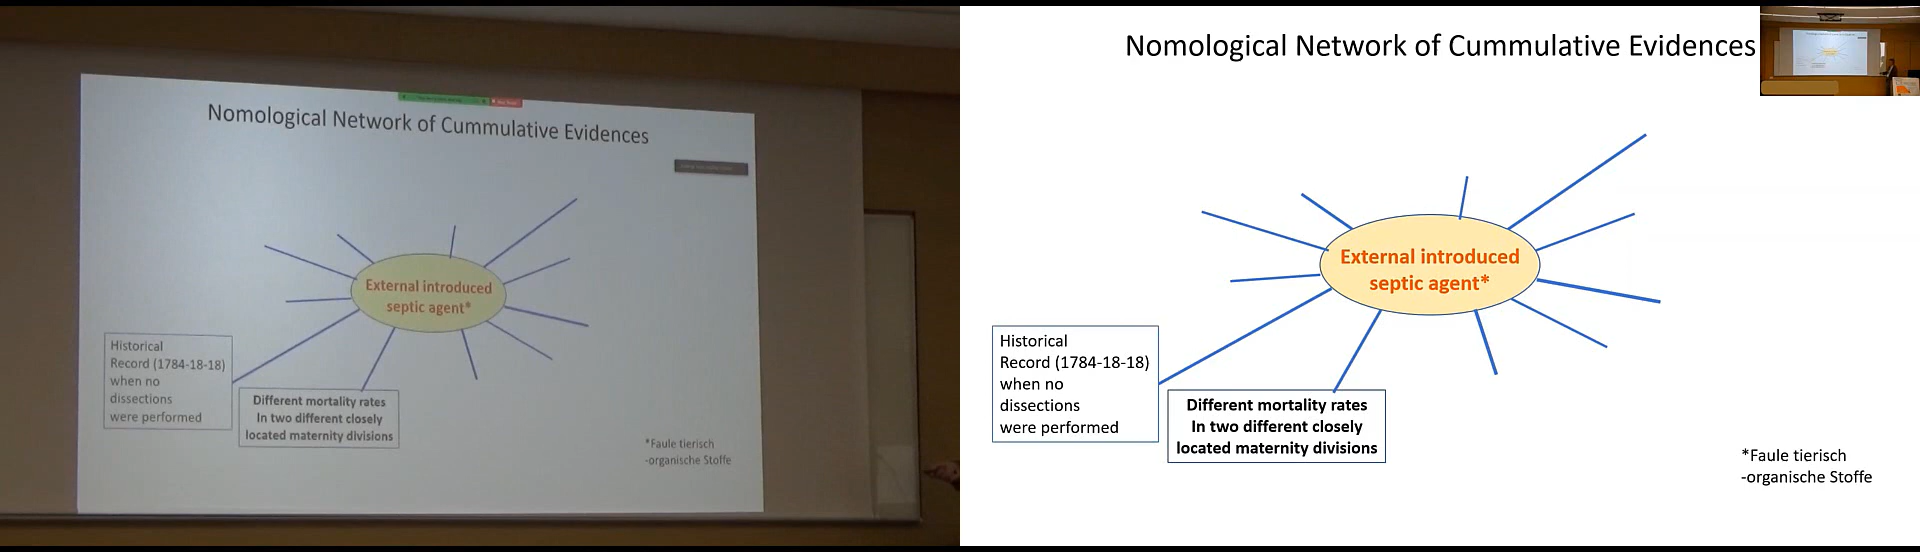 Nomological Network of Cummulative Evidences
External introduced
septic agent*
Historical
Record (1784-18-18)
when no
dissections
were performed
Different mortality rates
In two different closely
located maternity divisions
*Faule tierisch
-organische Stoffe
Nomological Network of Cummulative Evidences
External introduced
septic agent*
Historical
Record (1784-18-18)
when no
dissections
were performed
Different mortality rates
In two different closely
located maternity divisions
*Faule tierisch
-organische Stoffe